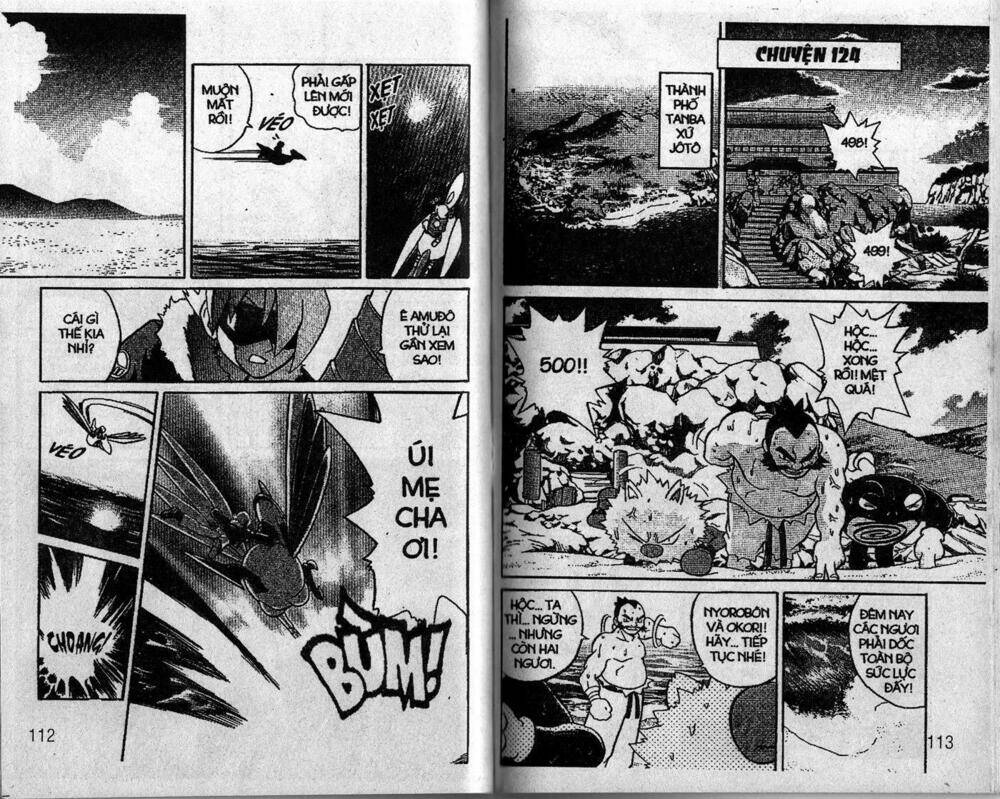 MUỘN
MẤT
RỒI!!
PHẢI GẤP
LÊN MỚI
ĐƯỢC!
VÉO
XẸT
XẸT
CÁI GÌ
THẾ KIA
NHỈ?
Ê AMUĐÔ
THỬ LẠI
GẦN XEM
SAO!
VÉO
CHOANG!
ÚI
MẸ
CHA
ƠI!
BÙM!
112
CHUYỆN 124
THÀNH
PHỐ
TANBA
XỨ
JÔTÔ
498!
499!
500!!
HỘC...
HỘC...
XONG
RỒI! MỆT
QUÁ!
HỘC... TA
THÌ... NGỪNG
... NHƯNG
CÒN HAI
NGƯƠI.
NYOROBÔN
VÀ OKORI!
HÃY... TIẾP
TỤC NHÉ!
ĐÊM NAY
CÁC NGƯƠI
PHẢI DỐC
TOÀN BỘ
SỨC LỰC
ĐẤY!
113